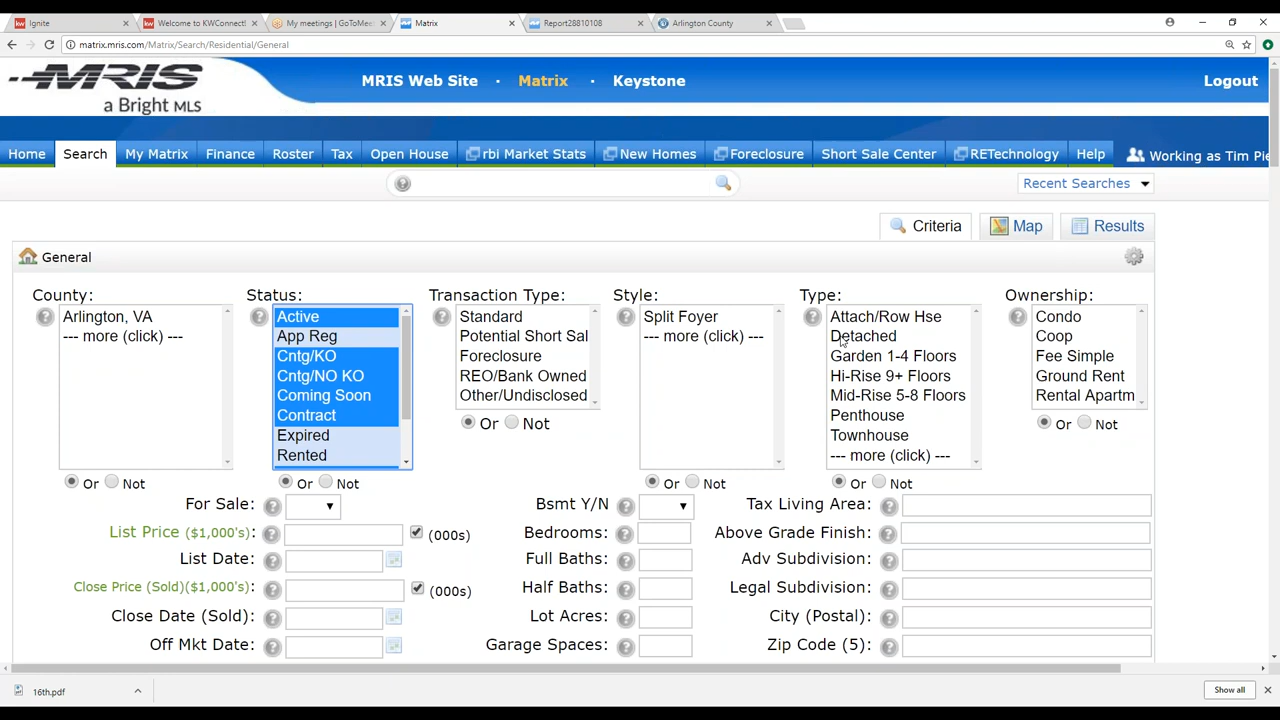 Ignite
Welcome to KWConnect!
My meetings | GoToMee
Matrix
Report28810108
Arlington County
matrix.mris.com/Matrix/Search/Residential/General
MRIS
a Bright MLS
MRIS Web Site · Matrix · Keystone
Logout
Home Search My Matrix Finance Roster Tax Open House rbi Market Stats New Homes Foreclosure Short Sale Center RETechnology Help Working as Tim Pie
Recent Searches
Criteria Map Results
General
County: Status: Transaction Type: Style: Type: Ownership:
Arlington, VA Active Standard Split Foyer Attach/Row Hse Condo
--- more (click) --- App Reg Potential Short Sal --- more (click) --- Detached Coop
Cntg/KO Foreclosure Garden 1-4 Floors Fee Simple
Cntg/NO KO REO/Bank Owned Hi-Rise 9+ Floors Ground Rent
Coming Soon Other/Undisclosed Mid-Rise 5-8 Floors Rental Apartm
Contract Or Not Penthouse Or Not
Expired Townhouse
Rented --- more (click) ---
Or Not Or Not Or Not Or Not
For Sale: Bsmt Y/N Tax Living Area:
List Price ($1,000's): (000s) Bedrooms: Above Grade Finish:
List Date: Full Baths: Adv Subdivision:
Close Price (Sold)($1,000's): (000s) Half Baths: Legal Subdivision:
Close Date (Sold): Lot Acres: City (Postal):
Off Mkt Date: Garage Spaces: Zip Code (5):
16th.pdf
Show all